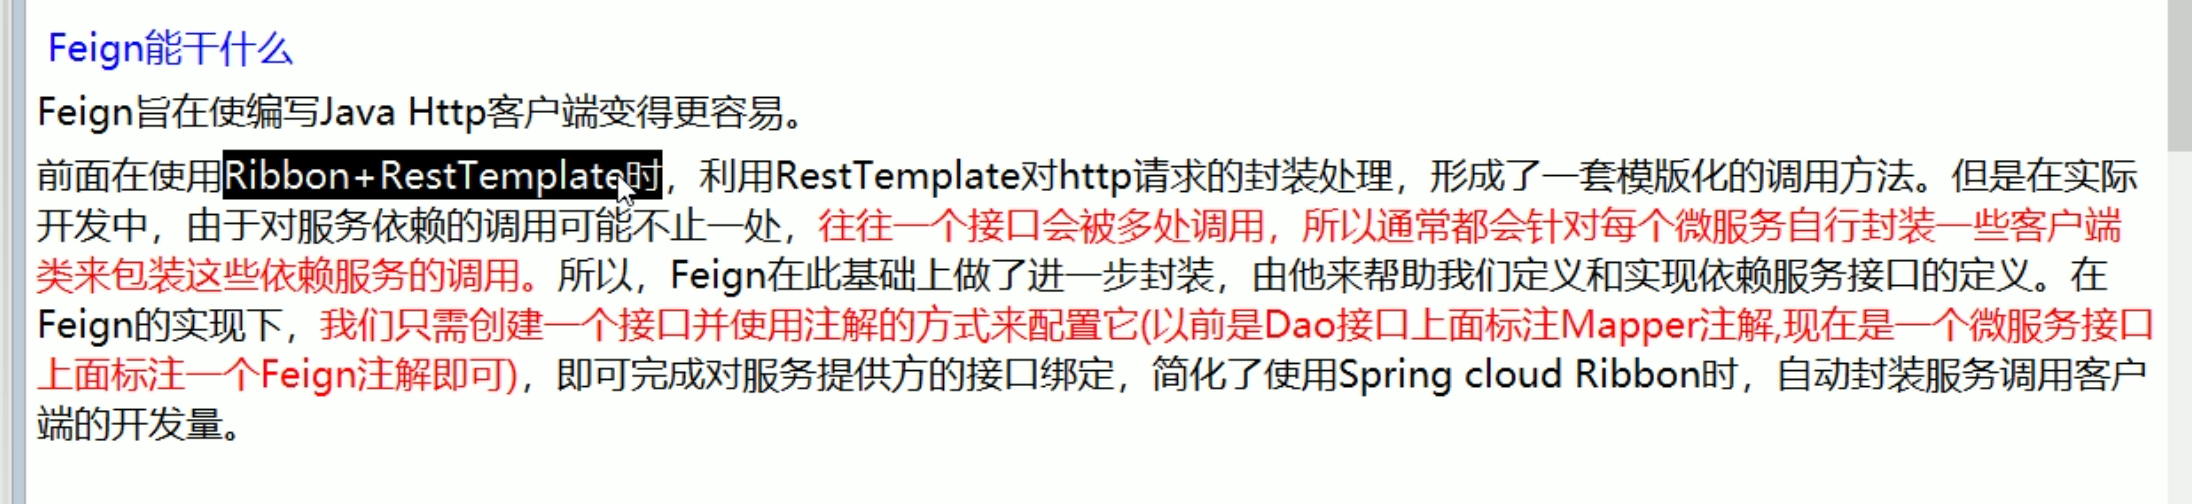 Feign能干什么
Feign旨在使编写Java Http客户端变得更容易。
前面在使用Ribbon+RestTemplate时，利用RestTemplate对http请求的封装处理，形成了一套模版化的调用方法。但是在实际
开发中，由于对服务依赖的调用可能不止一处，往往一个接口会被多处调用，所以通常都会针对每个微服务自行封装一些客户端
类来包装这些依赖服务的调用。所以，Feign在此基础上做了进一步封装，由他来帮助我们定义和实现依赖服务接口的定义。在
Feign的实现下，我们只需创建一个接口并使用注解的方式来配置它(以前是Dao接口上面标注Mapper注解,现在是一个微服务接口
上面标注一个Feign注解即可)，即可完成对服务提供方的接口绑定，简化了使用Spring cloud Ribbon时，自动封装服务调用客户
端的开发量。